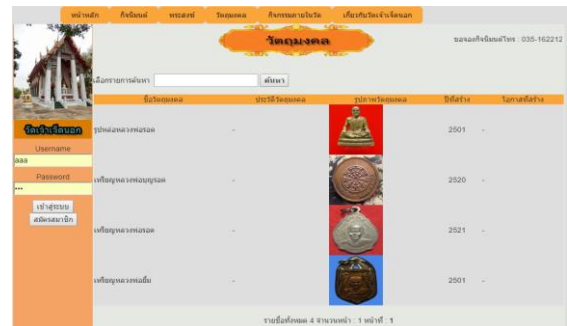 หน้าหลัก กิจนิมนต์ พระสงฆ์ วัตถุมงคล กิจกรรมภายในวัด เกี่ยวกับวัดเจ้าเจ็ดนอก
วัตถุมงคล
ขอจองกิจนิมนต์โทร : 035-162212
เลือกรายการค้นหา ค้นหา
ชื่อวัตถุมงคล ประวัติวัตถุมงคล รูปภาพวัตถุมงคล ปีที่สร้าง โอกาสที่สร้าง
วัดเจ้าเจ็ดนอก
รูปหล่อหลวงพ่อรอด - 2501 -
Username
aaa
Password
•••
เหรียญหลวงพ่อบุญรอด - 2520 -
เข้าสู่ระบบ
สมัครสมาชิก
เหรียญหลวงพ่อรอด - 2521 -
เหรียญหลวงพ่อยิ้ม - 2501 -
รายชื่อทั้งหมด 4 จำนวนหน้า : 1 หน้าที่ : 1